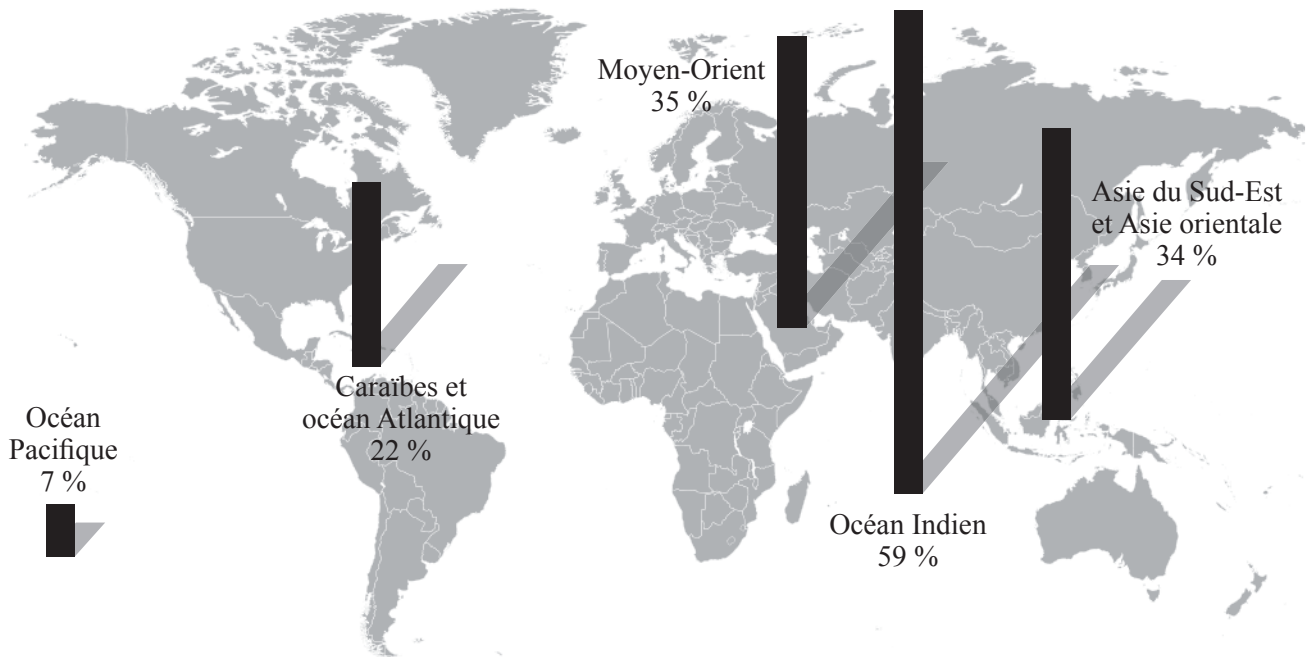 Moyen-Orient
35 %
Asie du Sud-Est
et Asie orientale
34 %
Caraïbes et
océan Atlantique
22 %
Océan
Pacifique
7 %
Océan Indien
59 %